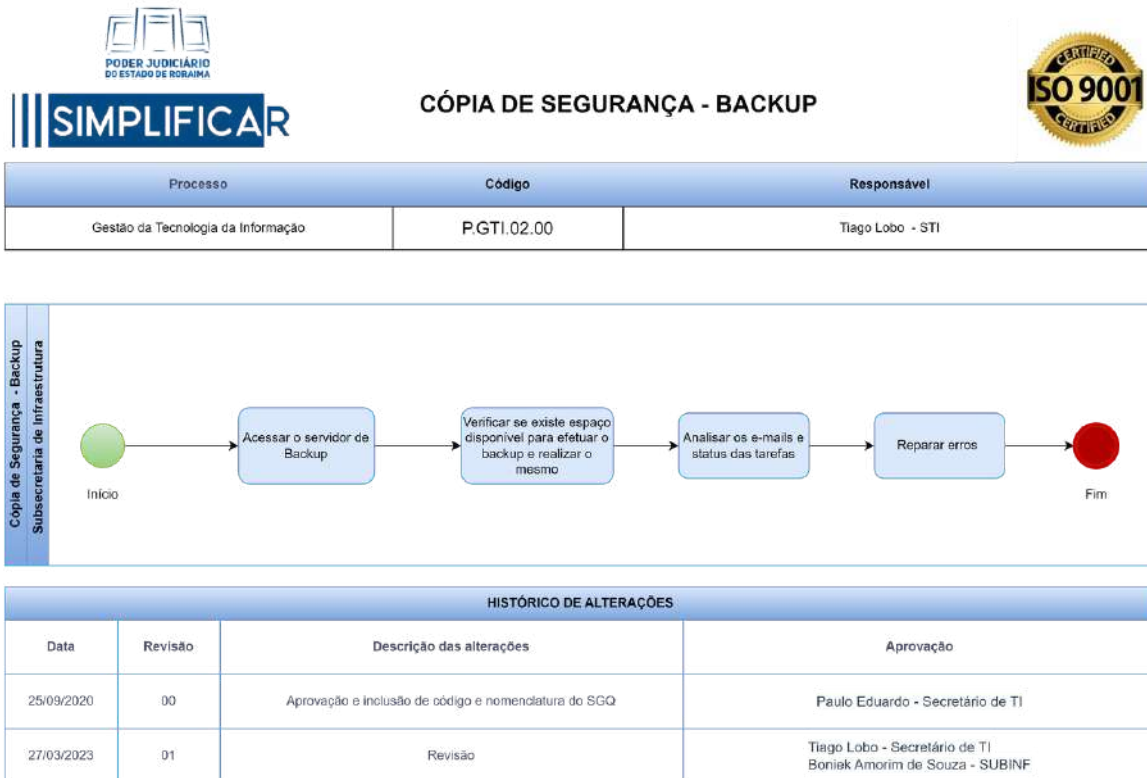 PODER JUDICIÁRIO
DO ESTADO DE RORAIMA
SIMPLIFICAR
CÓPIA DE SEGURANÇA - BACKUP
CERTIFIED
ISO 9001
CERTIFIED
Processo Código Responsável
Gestão da Tecnologia da Informação P.GTI.02.00 Tiago Lobo - STI
Cópia de Segurança - Backup
Subsecretaria de Infraestrutura
Início
Acessar o servidor de
Backup
Verificar se existe espaço
disponível para efetuar o
backup e realizar o
mesmo
Analisar os e-mails e
status das tarefas
Reparar erros
Fim
HISTÓRICO DE ALTERAÇÕES
Data Revisão Descrição das alterações Aprovação
25/09/2020 00 Aprovação e inclusão de código e nomenclatura do SGQ Paulo Eduardo - Secretário de TI
27/03/2023 01 Revisão Tiago Lobo - Secretário de TI
Boniek Amorim de Souza - SUBINF